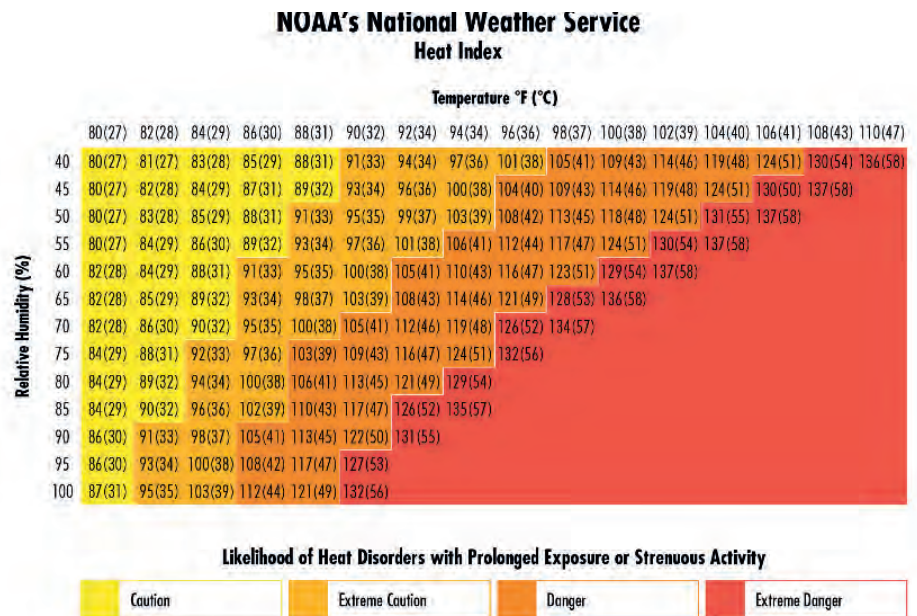 NOAA's National Weather Service
Heat Index
Temperature °F (°C)
80(27) 82(28) 84(29) 86(30) 88(31) 90(32) 92(34) 94(34) 96(36) 98(37) 100(38) 102(39) 104(40) 106(41) 108(43) 110(47)
Relative Humidity (%)
40 80(27) 81(27) 83(28) 85(29) 88(31) 91(33) 94(34) 97(36) 101(38) 105(41) 109(43) 114(46) 119(48) 124(51) 130(54) 136(58)
45 80(27) 82(28) 84(29) 87(31) 89(32) 93(34) 96(36) 100(38) 104(40) 109(43) 114(46) 119(48) 124(51) 130(50) 137(58)
50 80(27) 83(28) 85(29) 88(31) 91(33) 95(35) 99(37) 103(39) 108(42) 113(45) 118(48) 124(51) 131(55) 137(58)
55 80(27) 84(29) 86(30) 89(32) 93(34) 97(36) 101(38) 106(41) 112(44) 117(47) 124(51) 130(54) 137(58)
60 82(28) 84(29) 88(31) 91(33) 95(35) 100(38) 105(41) 110(43) 116(47) 123(51) 129(54) 137(58)
65 82(28) 85(29) 89(32) 93(34) 98(37) 103(39) 108(43) 114(46) 121(49) 128(53) 136(58)
70 82(28) 86(30) 90(32) 95(35) 100(38) 105(41) 112(46) 119(48) 126(52) 134(57)
75 84(29) 88(31) 92(33) 97(36) 103(39) 109(43) 116(47) 124(51) 132(56)
80 84(29) 89(32) 94(34) 100(38) 106(41) 113(45) 121(49) 129(54)
85 84(29) 90(32) 96(36) 102(39) 110(43) 117(47) 126(52) 135(57)
90 86(30) 91(33) 98(37) 105(41) 113(45) 122(50) 131(55)
95 86(30) 93(34) 100(38) 108(42) 117(47) 127(53)
100 87(31) 95(35) 103(39) 112(44) 121(49) 132(56)
Likelihood of Heat Disorders with Prolonged Exposure or Strenuous Activity
Caution Extreme Caution Danger Extreme Danger